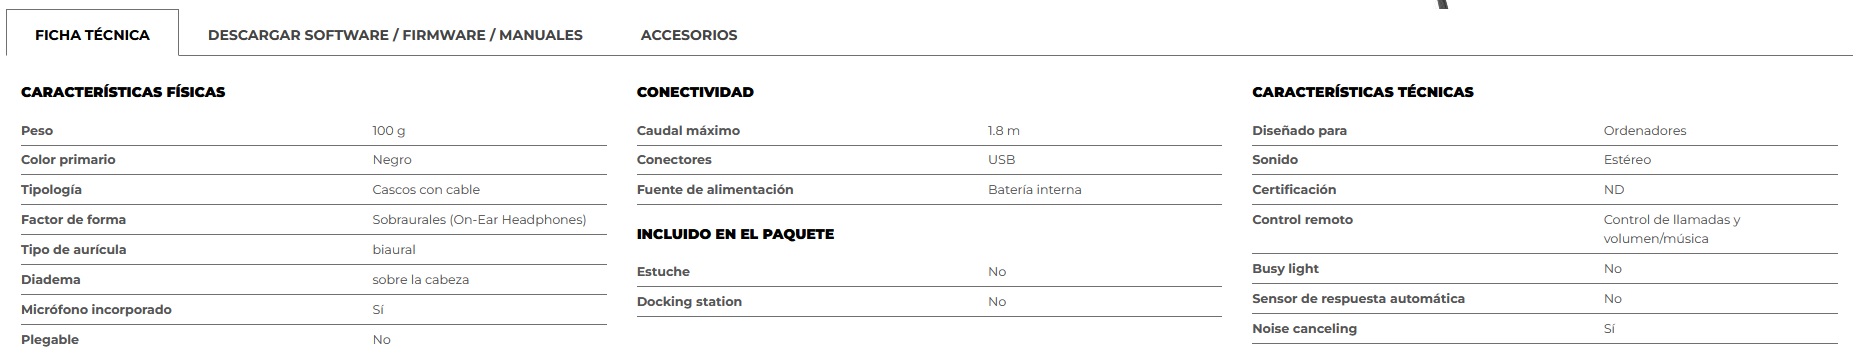 FICHA TÉCNICA
DESCARGAR SOFTWARE / FIRMWARE / MANUALES
ACCESORIOS
CARACTERÍSTICAS FÍSICAS
Peso 100 g
Color primario Negro
Tipología Cascos con cable
Factor de forma Sobraurales (On-Ear Headphones)
Tipo de aurícula biaural
Diadema sobre la cabeza
Micrófono incorporado Sí
Plegable No
CONECTIVIDAD
Caudal máximo 1.8 m
Conectores USB
Fuente de alimentación Batería interna
INCLUIDO EN EL PAQUETE
Estuche No
Docking station No
CARACTERÍSTICAS TÉCNICAS
Diseñado para Ordenadores
Sonido Estéreo
Certificación ND
Control remoto Control de llamadas y
volumen/música
Busy light No
Sensor de respuesta automática No
Noise canceling Sí